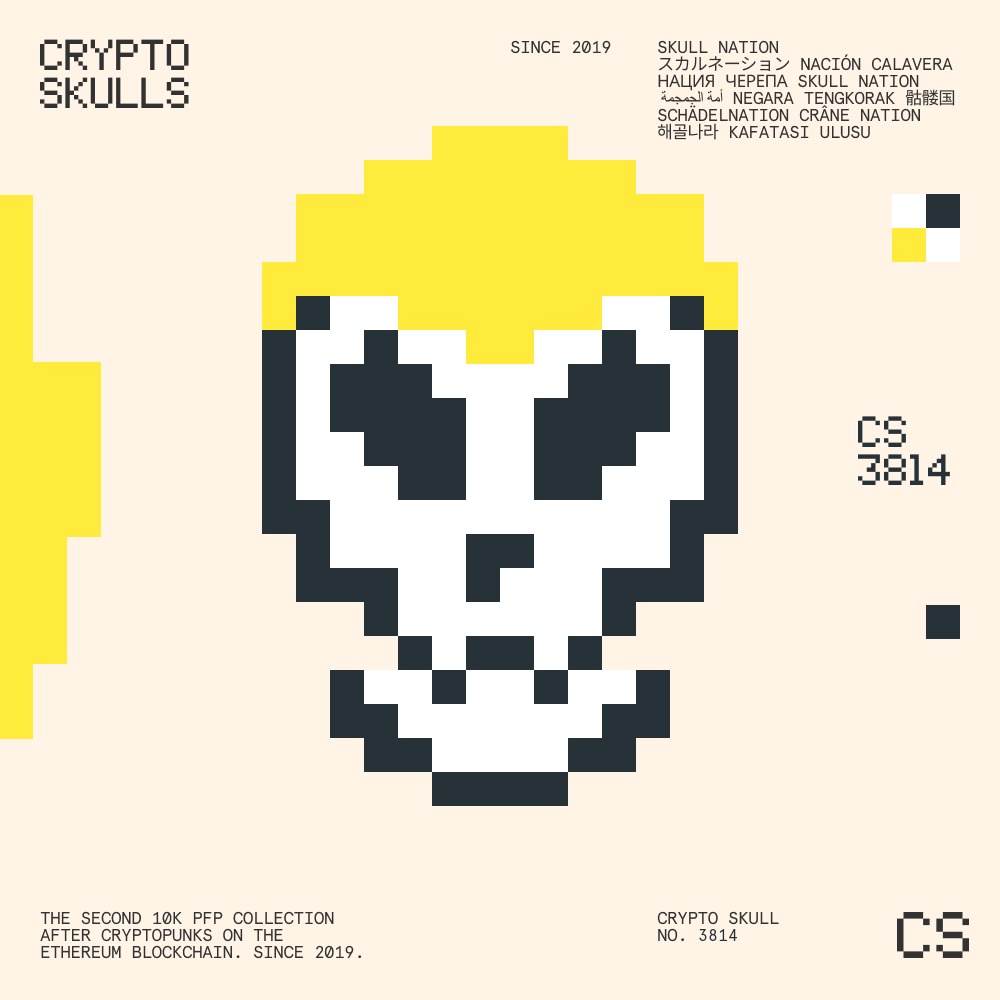 CRYPTO
SKULLS
SINCE 2019
SKULL NATION
スカルネーション NACIÓN CALAVERA
НАЦИЯ ЧЕРЕПА SKULL NATION
أمة الجمجمة NEGARA TENGKORAK 骷髅国
SCHÄDELNATION CRÂNE NATION
해골나라 KAFATASI ULUSU
CS
3814
THE SECOND 10K PFP COLLECTION
AFTER CRYPTOPUNKS ON THE
ETHEREUM BLOCKCHAIN. SINCE 2019.
CRYPTO SKULL
NO. 3814
CS